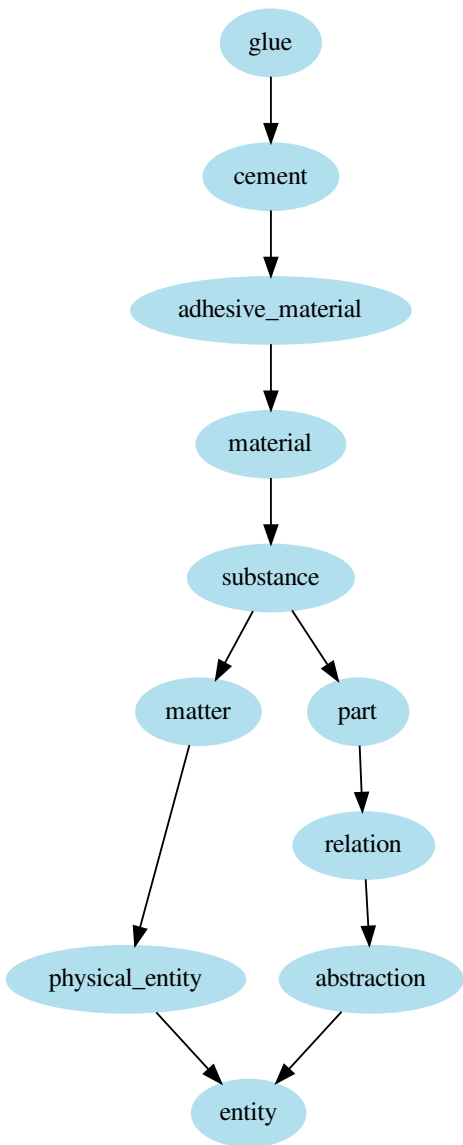 glue
cement
adhesive_material
material
substance
matter
part
relation
physical_entity
abstraction
entity